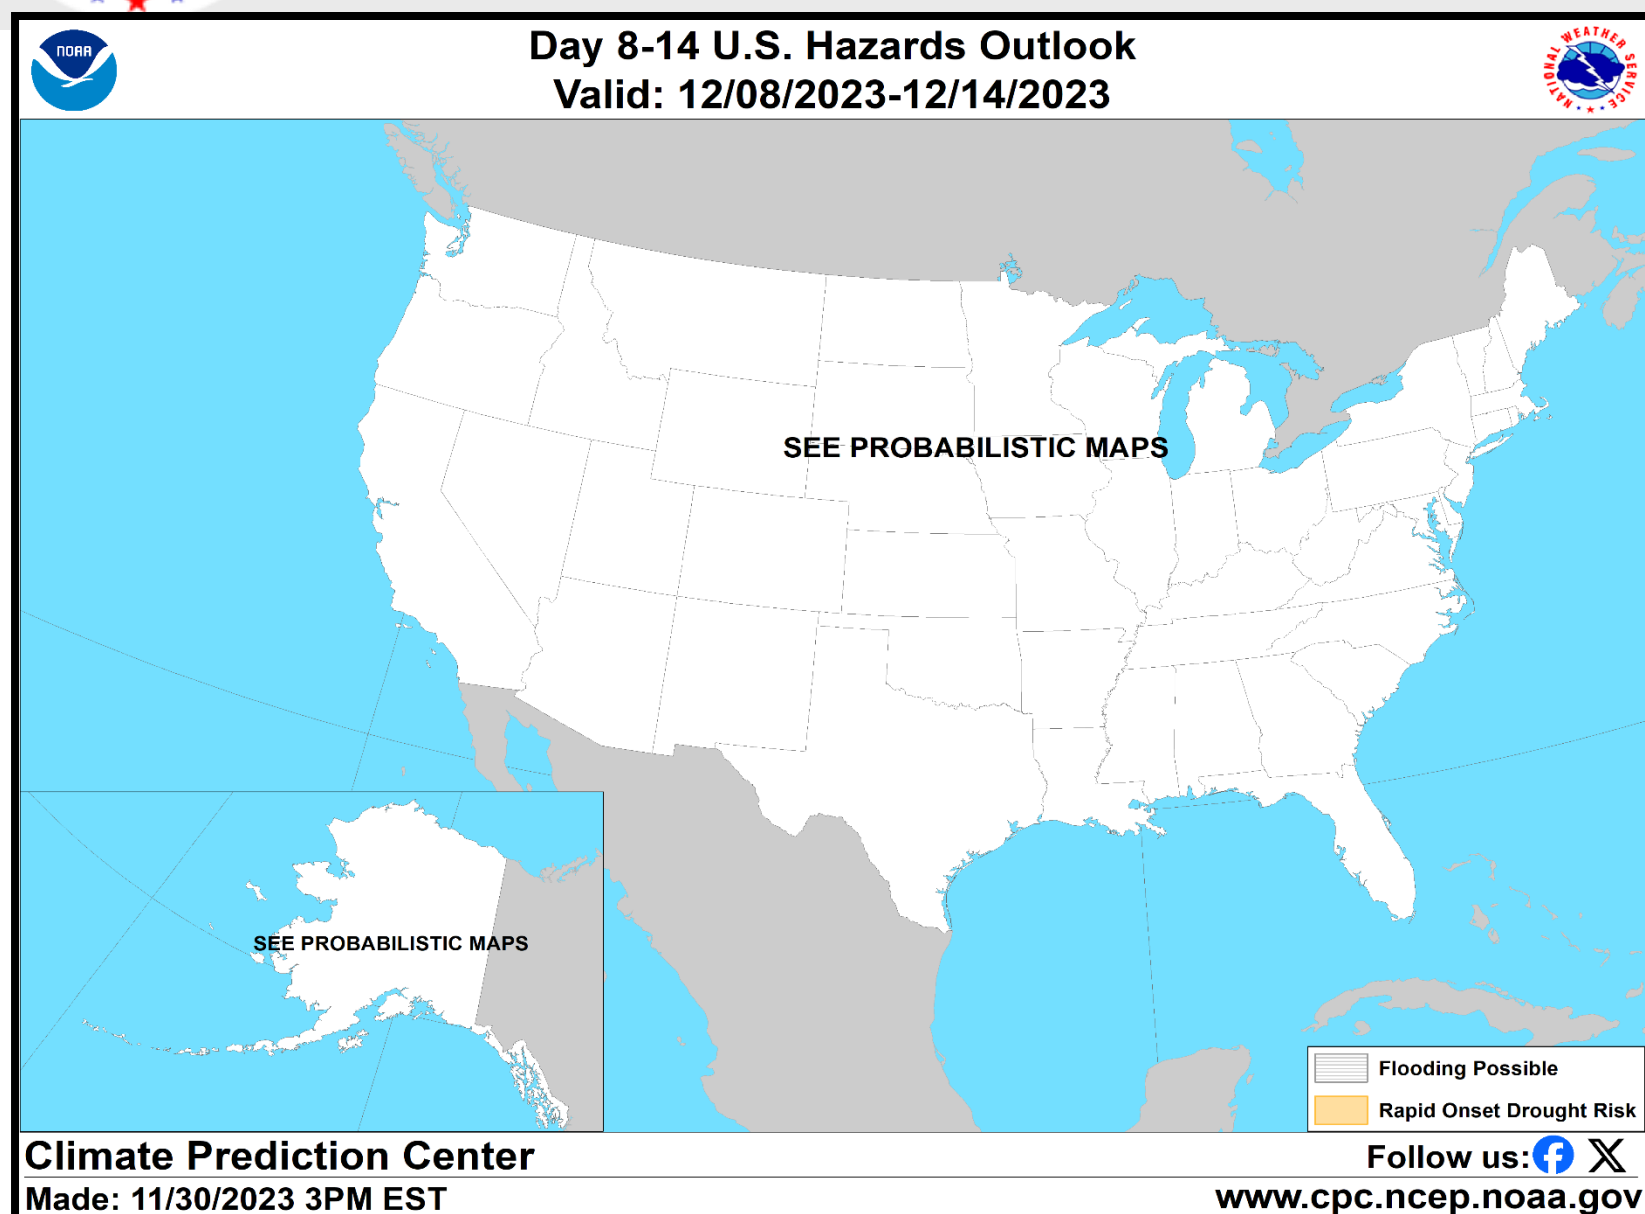 NOAA
Day 8-14 U.S. Hazards Outlook
Valid: 12/08/2023-12/14/2023
NATIONAL WEATHER SERVICE
SEE PROBABILISTIC MAPS
SEE PROBABILISTIC MAPS
Flooding Possible
Rapid Onset Drought Risk
Climate Prediction Center
Follow us:
Made: 11/30/2023 3PM EST
www.cpc.ncep.noaa.gov